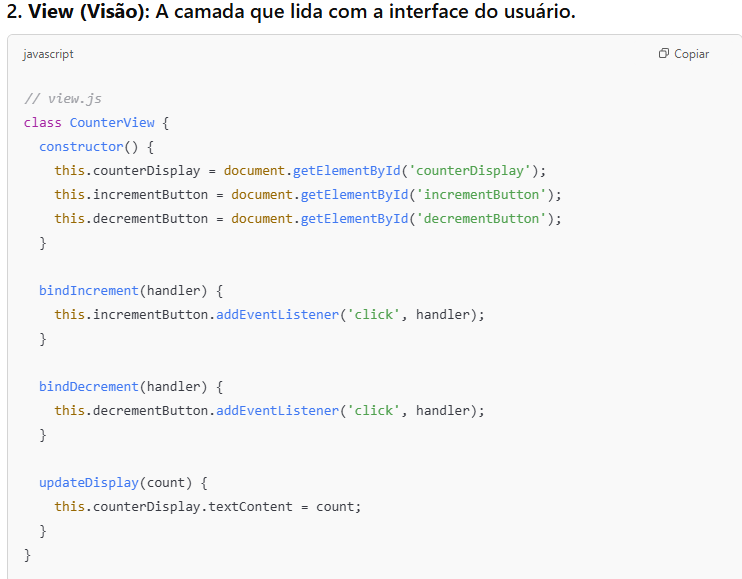 2. View (Visão): A camada que lida com a interface do usuário.
javascript
Copiar
// view.js
class CounterView {
  constructor() {
    this.counterDisplay = document.getElementById('counterDisplay');
    this.incrementButton = document.getElementById('incrementButton');
    this.decrementButton = document.getElementById('decrementButton');
  }
  bindIncrement(handler) {
    this.incrementButton.addEventListener('click', handler);
  }
  bindDecrement(handler) {
    this.decrementButton.addEventListener('click', handler);
  }
  updateDisplay(count) {
    this.counterDisplay.textContent = count;
  }
}